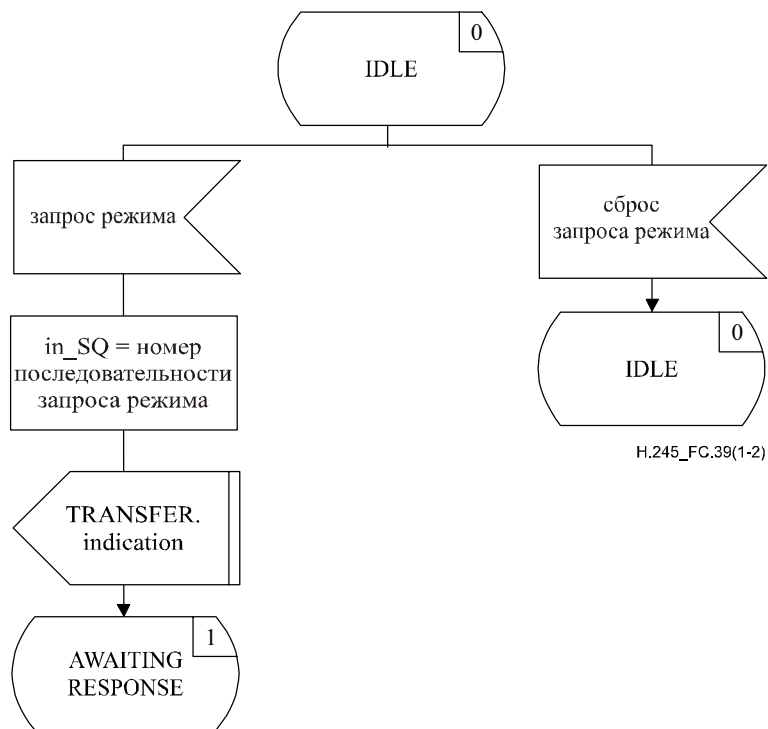 0
IDLE
запрос режима
in_SQ = номер
последовательности
запроса режима
TRANSFER.
indication
1
AWAITING
RESPONSE
сброс
запроса режима
0
IDLE
H.245_FC.39(1-2)